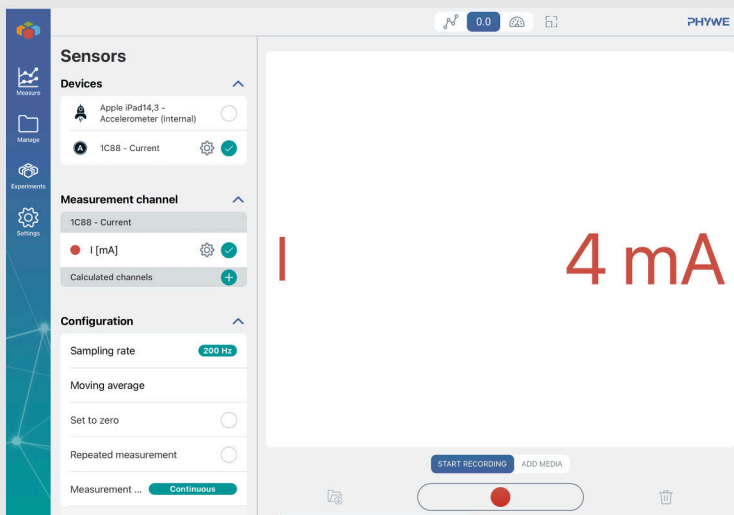 0.0
PHYWE
Measure
Manage
Experiments
Settings
Sensors
Devices
Apple iPad14,3 -
Accelerometer (internal)
A
1C88 - Current
Measurement channel
1C88 - Current
I [mA]
Calculated channels
Configuration
Sampling rate 200 Hz
Moving average
Set to zero
Repeated measurement
Measurement ... Continuous
I 4 mA
START RECORDING ADD MEDIA